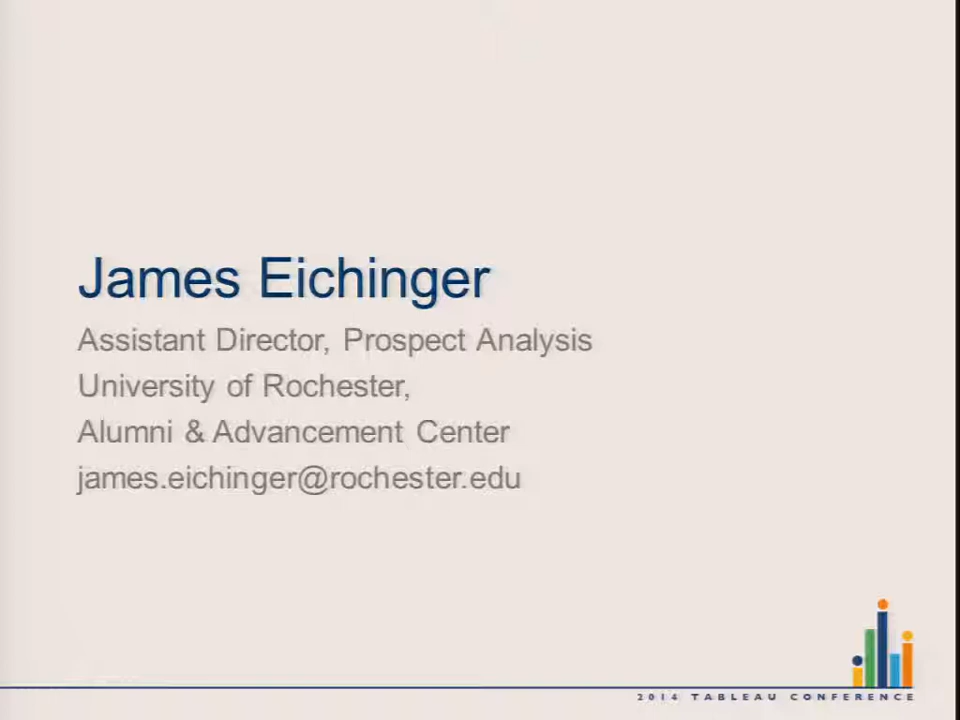 James Eichinger
Assistant Director, Prospect Analysis
University of Rochester,
Alumni & Advancement Center
james.eichinger@rochester.edu
2014 TABLEAU CONFERENCE